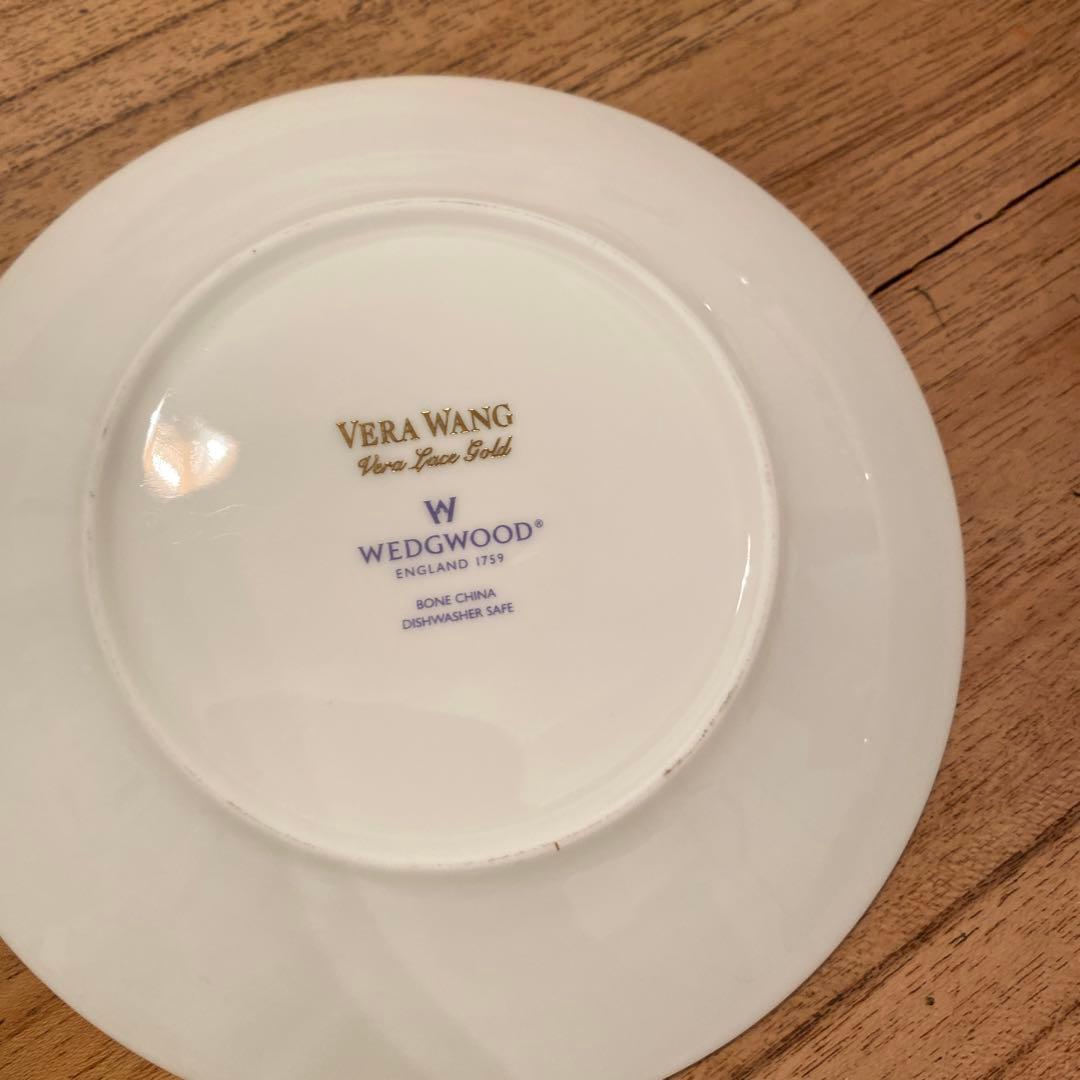 VERA WANG
Vera Lace Gold
W
WEDGWOOD®
ENGLAND 1759
BONE CHINA
DISHWASHER SAFE